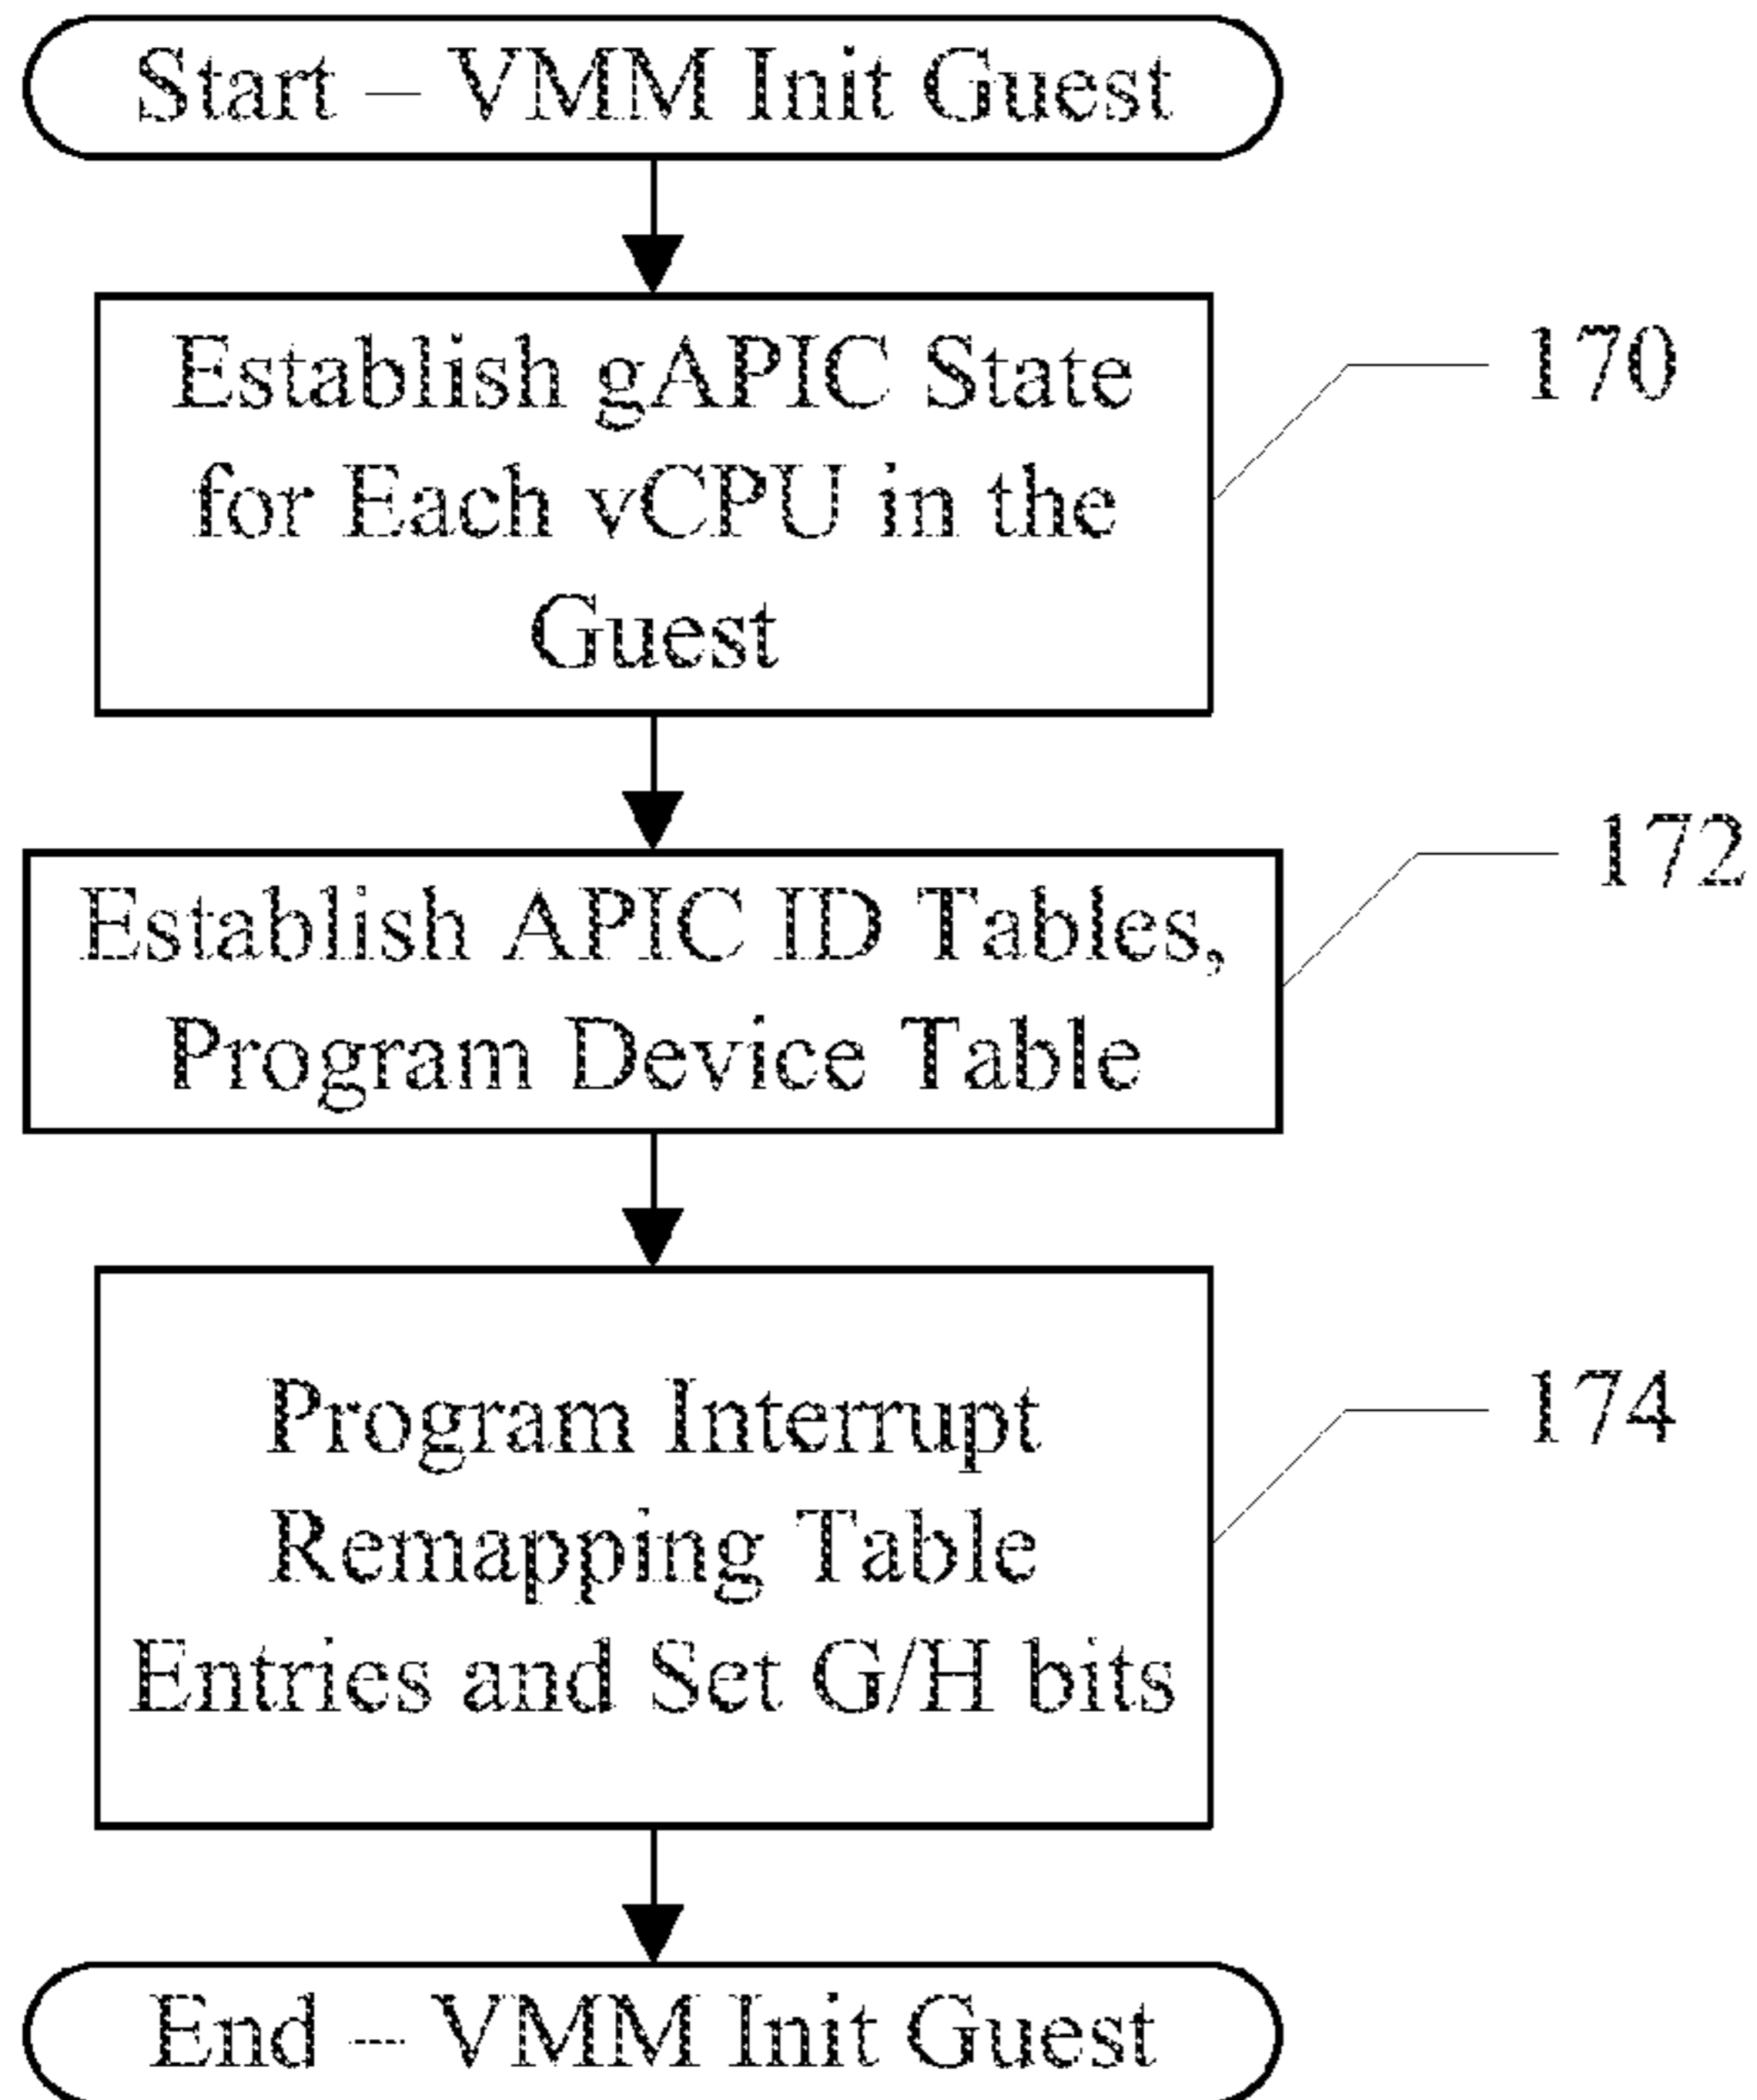 Start – VMM Init Guest
Establish gAPIC State
for Each vCPU in the
Guest
170
Establish APIC ID Tables,
Program Device Table
172
Program Interrupt
Remapping Table
Entries and Set G/H bits
174
End – VMM Init Guest